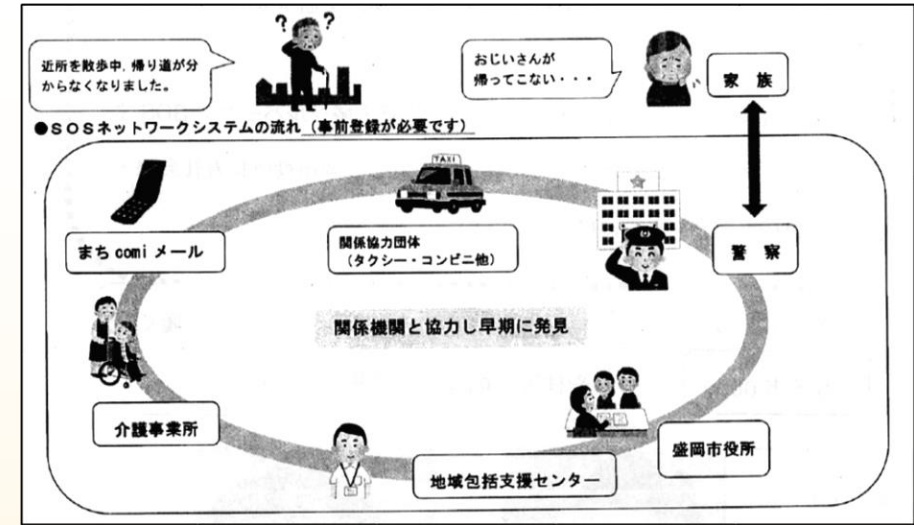 ? ?
近所を散歩中,帰り道が分
からなくなりました。
おじいさんが
帰ってこない・・・
家 族
●SOSネットワークシステムの流れ(事前登録が必要です)
TAXI
まち comi メール
関係協力団体
(タクシー・コンビニ他)
警 察
関係機関と協力し早期に発見
介護事業所
盛岡市役所
地域包括支援センター